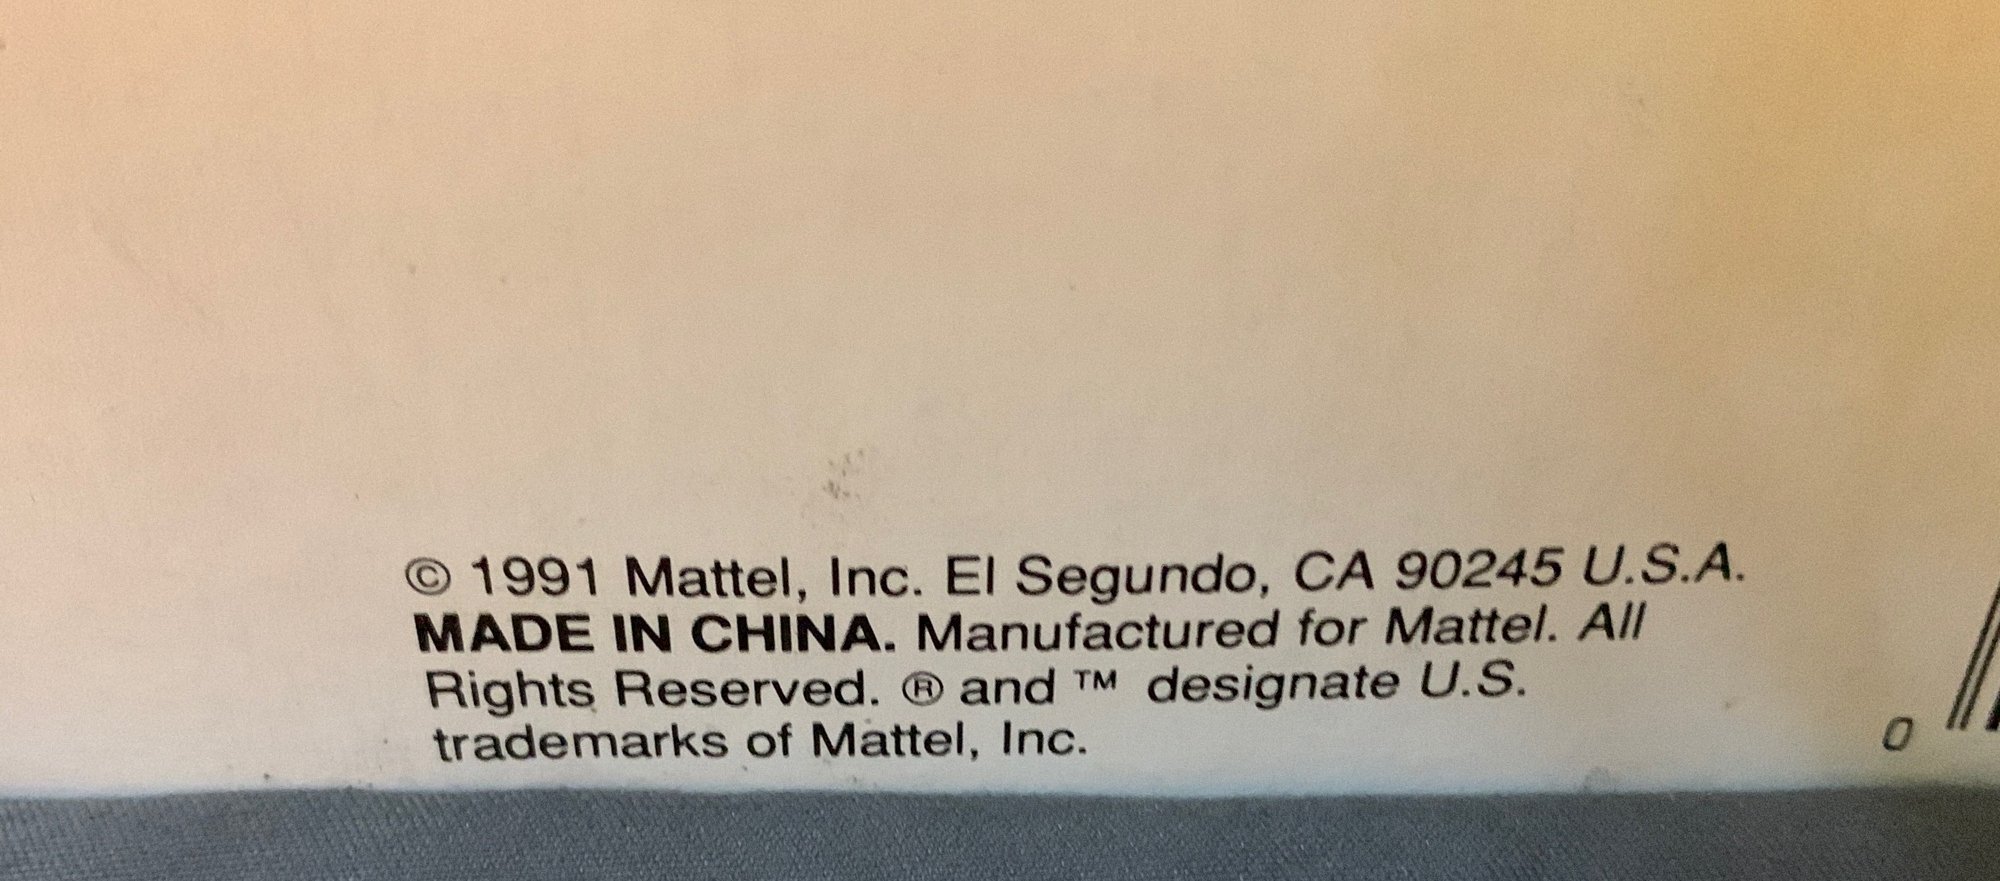 © 1991 Mattel, Inc. El Segundo, CA 90245 U.S.A.
MADE IN CHINA. Manufactured for Mattel. All
Rights Reserved. ® and ™ designate U.S.
trademarks of Mattel, Inc.
0